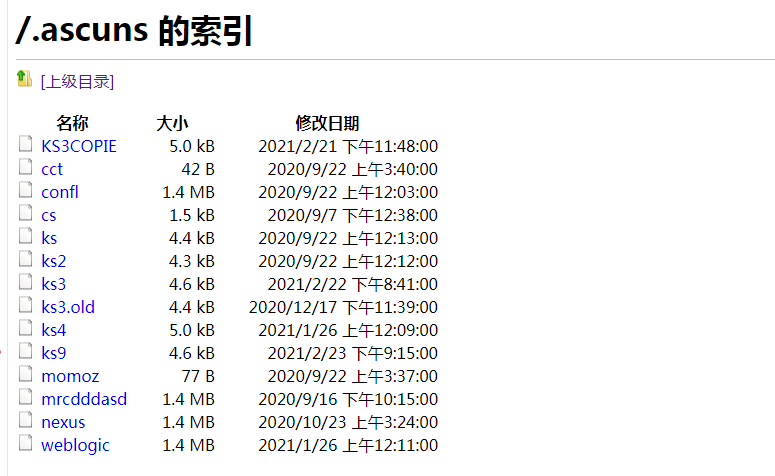 /.ascuns 的索引
[上级目录]
名称 大小 修改日期
KS3COPIE 5.0 kB 2021/2/21 下午11:48:00
cct 42 B 2020/9/22 上午3:40:00
confl 1.4 MB 2020/9/22 上午12:03:00
cs 1.5 kB 2020/9/7 下午12:38:00
ks 4.4 kB 2020/9/22 上午12:13:00
ks2 4.3 kB 2020/9/22 上午12:12:00
ks3 4.6 kB 2021/2/22 下午8:41:00
ks3.old 4.4 kB 2020/12/17 下午11:39:00
ks4 5.0 kB 2021/1/26 上午12:09:00
ks9 4.6 kB 2021/2/23 下午9:15:00
momoz 77 B 2020/9/22 上午3:37:00
mrcdddasd 1.4 MB 2020/9/16 下午10:15:00
nexus 1.4 MB 2020/10/23 上午3:24:00
weblogic 1.4 MB 2021/1/26 上午12:11:00